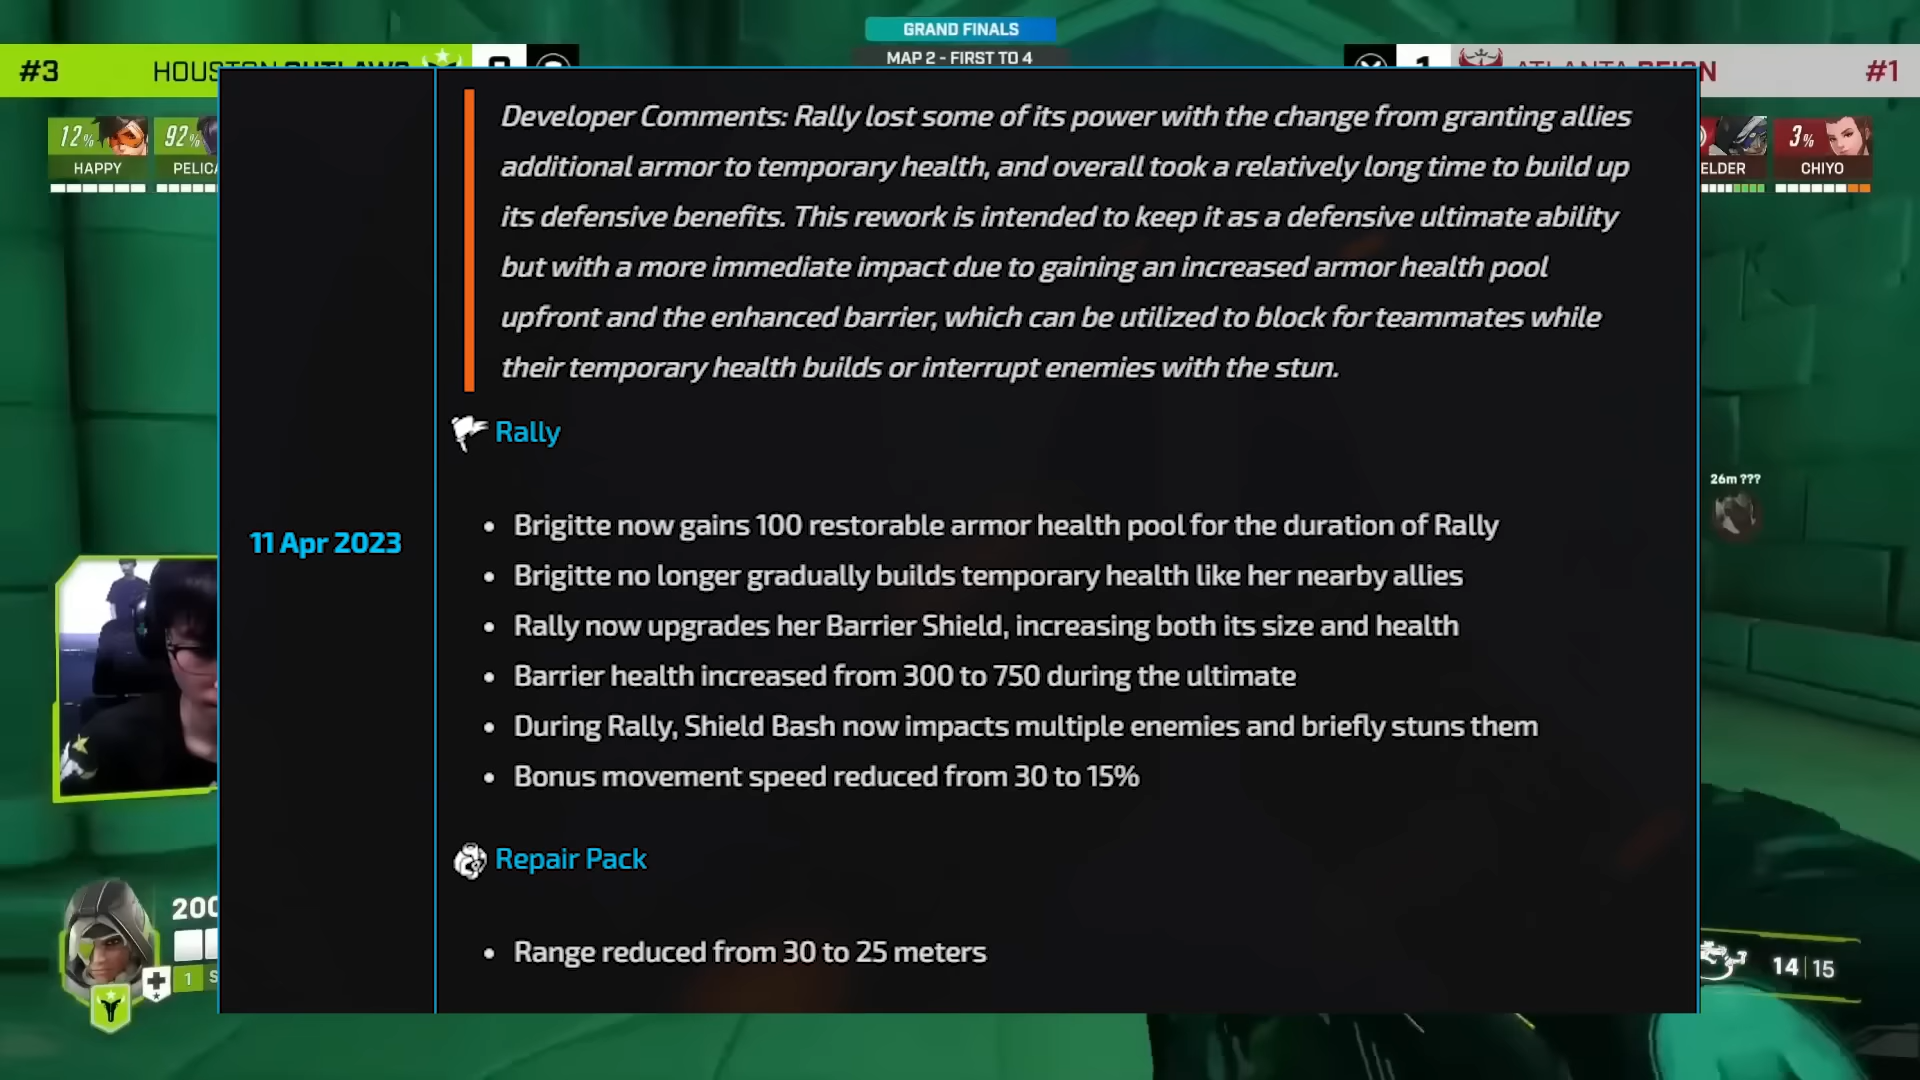 GRAND FINALS
MAP 2 - FIRST TO 4
#3
HOUSTON OUTLAWS
1
ATLANTA REIGN
#1
12%
HAPPY
92%
3%
CHIYO
Developer Comments: Rally lost some of its power with the change from granting allies
additional armor to temporary health, and overall took a relatively long time to build up
its defensive benefits. This rework is intended to keep it as a defensive ultimate ability
but with a more immediate impact due to gaining an increased armor health pool
upfront and the enhanced barrier, which can be utilized to block for teammates while
their temporary health builds or interrupt enemies with the stun.
Rally
26m ???
11 Apr 2023
Brigitte now gains 100 restorable armor health pool for the duration of Rally
Brigitte no longer gradually builds temporary health like her nearby allies
Rally now upgrades her Barrier Shield, increasing both its size and health
Barrier health increased from 300 to 750 during the ultimate
During Rally, Shield Bash now impacts multiple enemies and briefly stuns them
Bonus movement speed reduced from 30 to 15%
Repair Pack
Range reduced from 30 to 25 meters
200
1
14 | 15